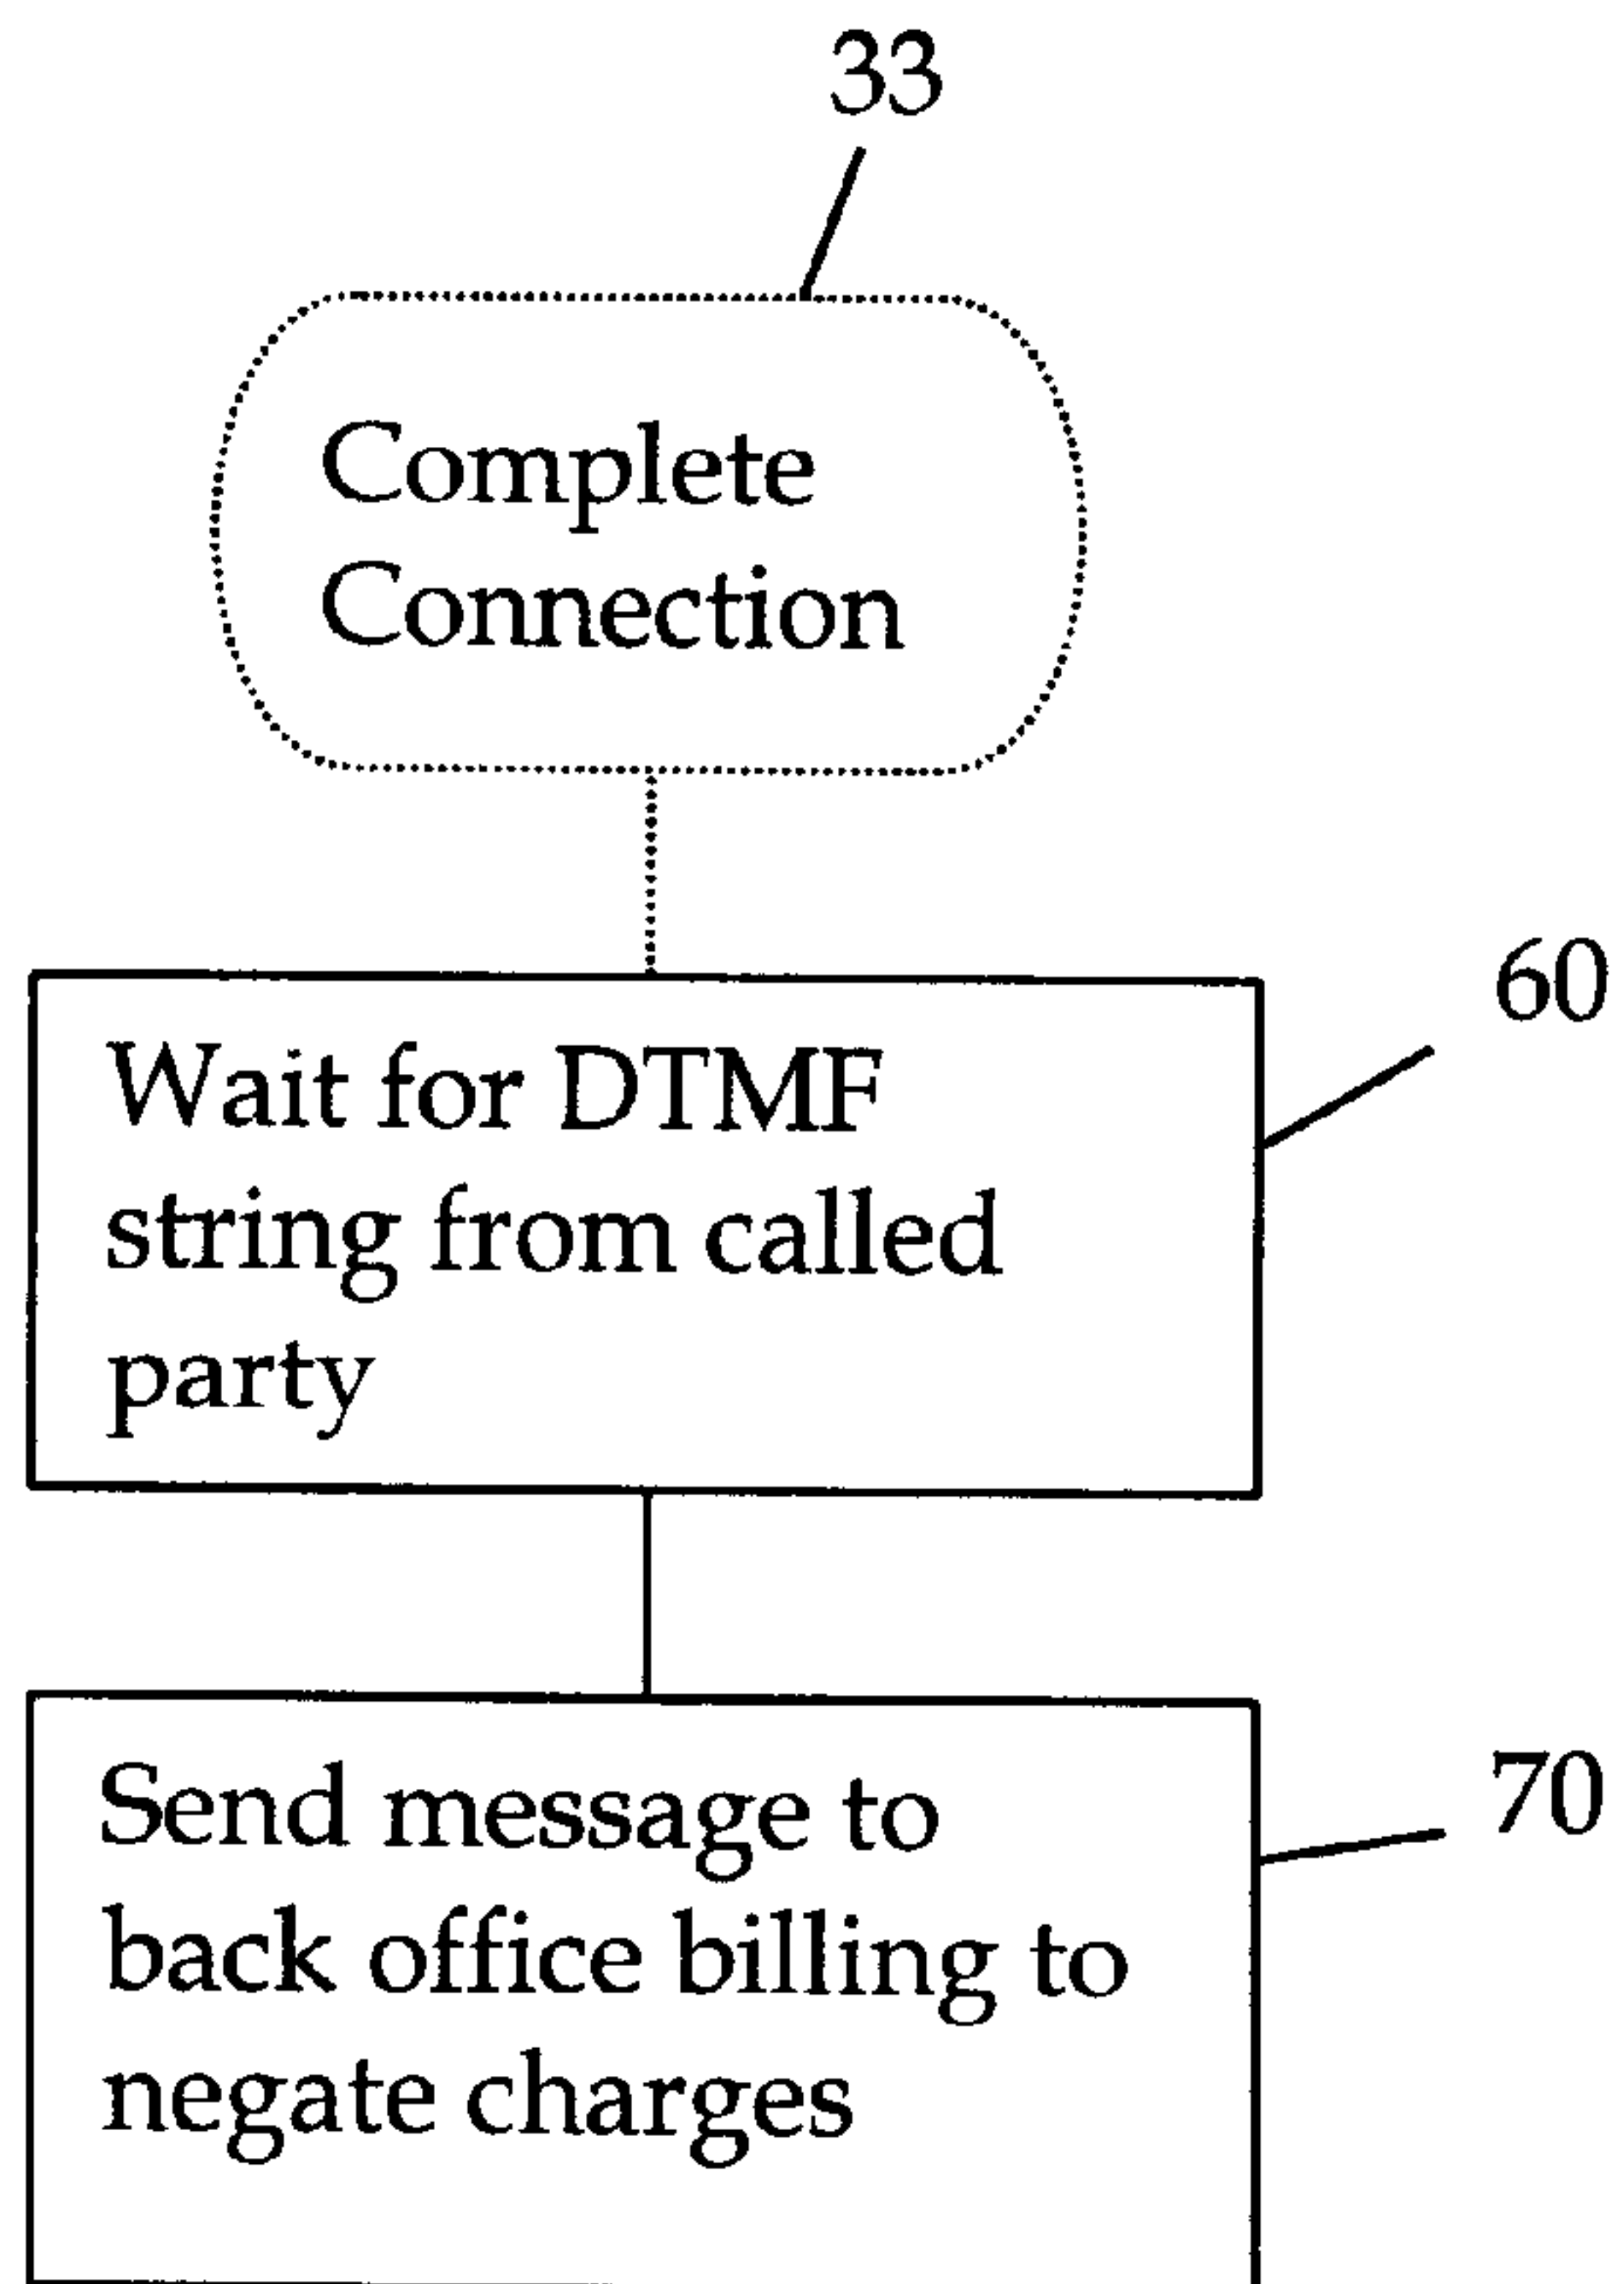 33
Complete
Connection
60
Wait for DTMF
string from called
party
70
Send message to
back office billing to
negate charges